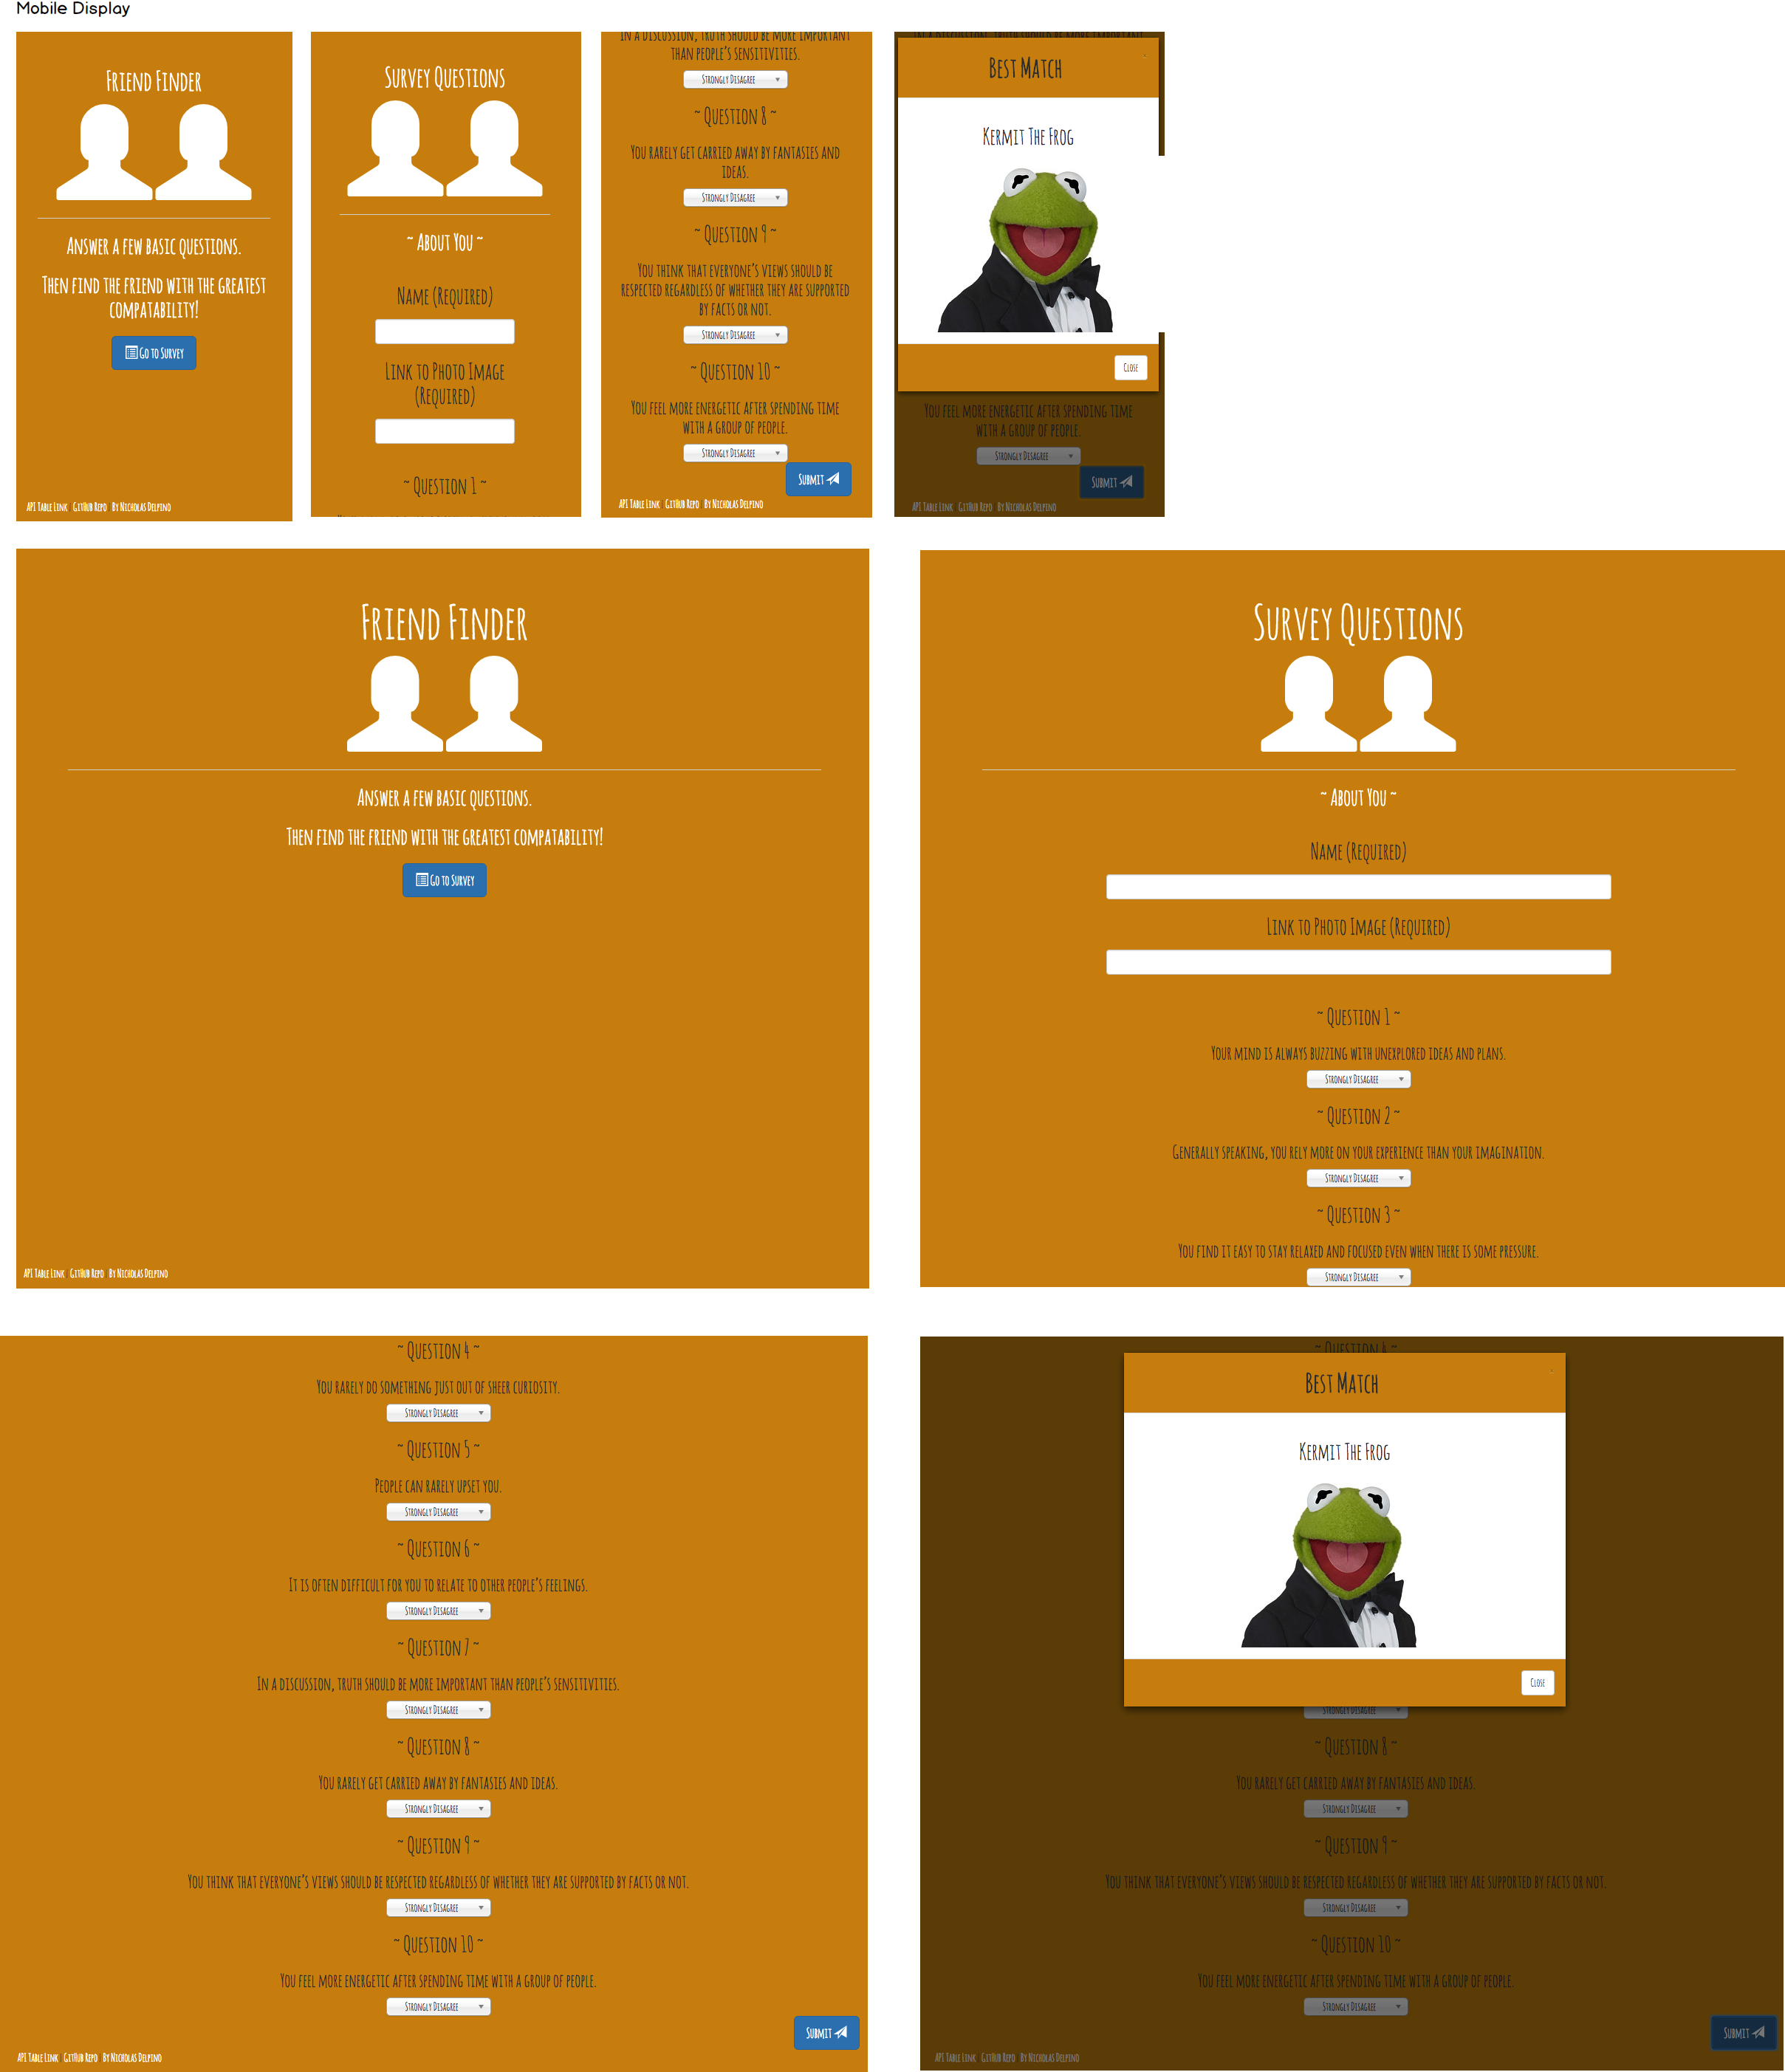 Mobile Display
Friend Finder
Answer a few basic questions.
Then find the friend with the greatest
compatability!
Go to Survey
API Table Link | GitHub Repo | By Nicholas Delpino
Survey Questions
~ About You ~
Name (Required)
Link to Photo Image
(Required)
~ Question 1 ~
In a discussion, truth should be more important
than people's sensitivities.
Strongly Disagree
~ Question 8 ~
You rarely get carried away by fantasies and
ideas.
Strongly Disagree
~ Question 9 ~
You think that everyone's views should be
respected regardless of whether they are supported
by facts or not.
Strongly Disagree
~ Question 10 ~
You feel more energetic after spending time
with a group of people.
Strongly Disagree
Submit
API Table Link | GitHub Repo | By Nicholas Delpino
In a discussion, truth should be more important
Best Match
Kermit The Frog
Close
You feel more energetic after spending time
with a group of people.
Strongly Disagree
Submit
API Table Link | GitHub Repo | By Nicholas Delpino
Friend Finder
Answer a few basic questions.
Then find the friend with the greatest compatability!
Go to Survey
API Table Link | GitHub Repo | By Nicholas Delpino
Survey Questions
~ About You ~
Name (Required)
Link to Photo Image (Required)
~ Question 1 ~
Your mind is always buzzing with unexplored ideas and plans.
Strongly Disagree
~ Question 2 ~
Generally speaking, you rely more on your experience than your imagination.
Strongly Disagree
~ Question 3 ~
You find it easy to stay relaxed and focused even when there is some pressure.
Strongly Disagree
~ Question 4 ~
You rarely do something just out of sheer curiosity.
Strongly Disagree
~ Question 5 ~
People can rarely upset you.
Strongly Disagree
~ Question 6 ~
It is often difficult for you to relate to other people's feelings.
Strongly Disagree
~ Question 7 ~
In a discussion, truth should be more important than people's sensitivities.
Strongly Disagree
~ Question 8 ~
You rarely get carried away by fantasies and ideas.
Strongly Disagree
~ Question 9 ~
You think that everyone's views should be respected regardless of whether they are supported by facts or not.
Strongly Disagree
~ Question 10 ~
You feel more energetic after spending time with a group of people.
Strongly Disagree
Submit
API Table Link | GitHub Repo | By Nicholas Delpino
~ Question 4 ~
Best Match
Kermit The Frog
Close
Strongly Disagree
~ Question 8 ~
You rarely get carried away by fantasies and ideas.
Strongly Disagree
~ Question 9 ~
You think that everyone's views should be respected regardless of whether they are supported by facts or not.
Strongly Disagree
~ Question 10 ~
You feel more energetic after spending time with a group of people.
Strongly Disagree
Submit
API Table Link | GitHub Repo | By Nicholas Delpino